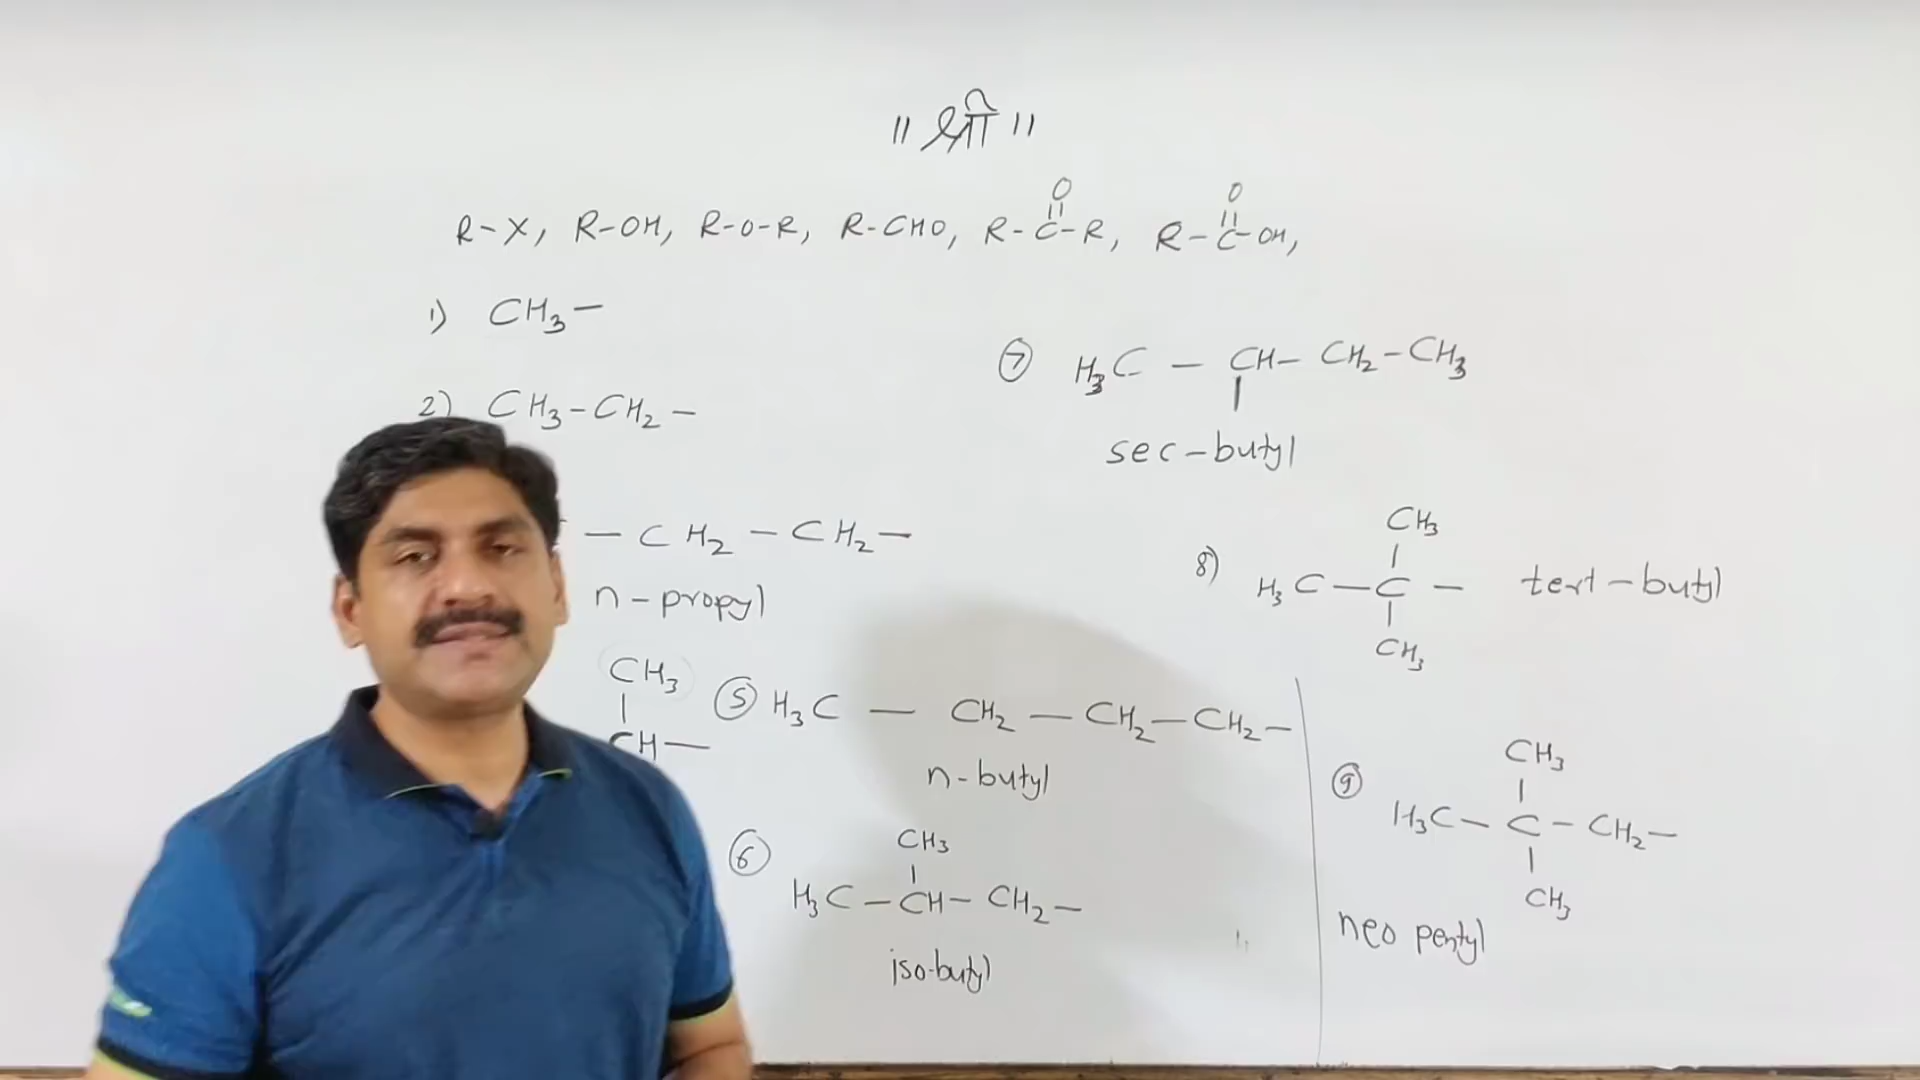 ॥ श्री ॥
R-X, R-OH, R-O-R, R-CHO, R-C-R, R-C-OH,
O O
1) CH3-
2) CH3-CH2-
- CH2 - CH2 -
n-propyl
CH3
CH-
⑤ H3C - CH2 - CH2 - CH2 -
n-butyl
⑥
CH3
H3C - CH - CH2 -
iso-butyl
⑦ H3C - CH - CH2 - CH3
sec-butyl
8)
CH3
H3C - C - tert-butyl
CH3
⑨
CH3
H3C - C - CH2 -
CH3
neo pentyl